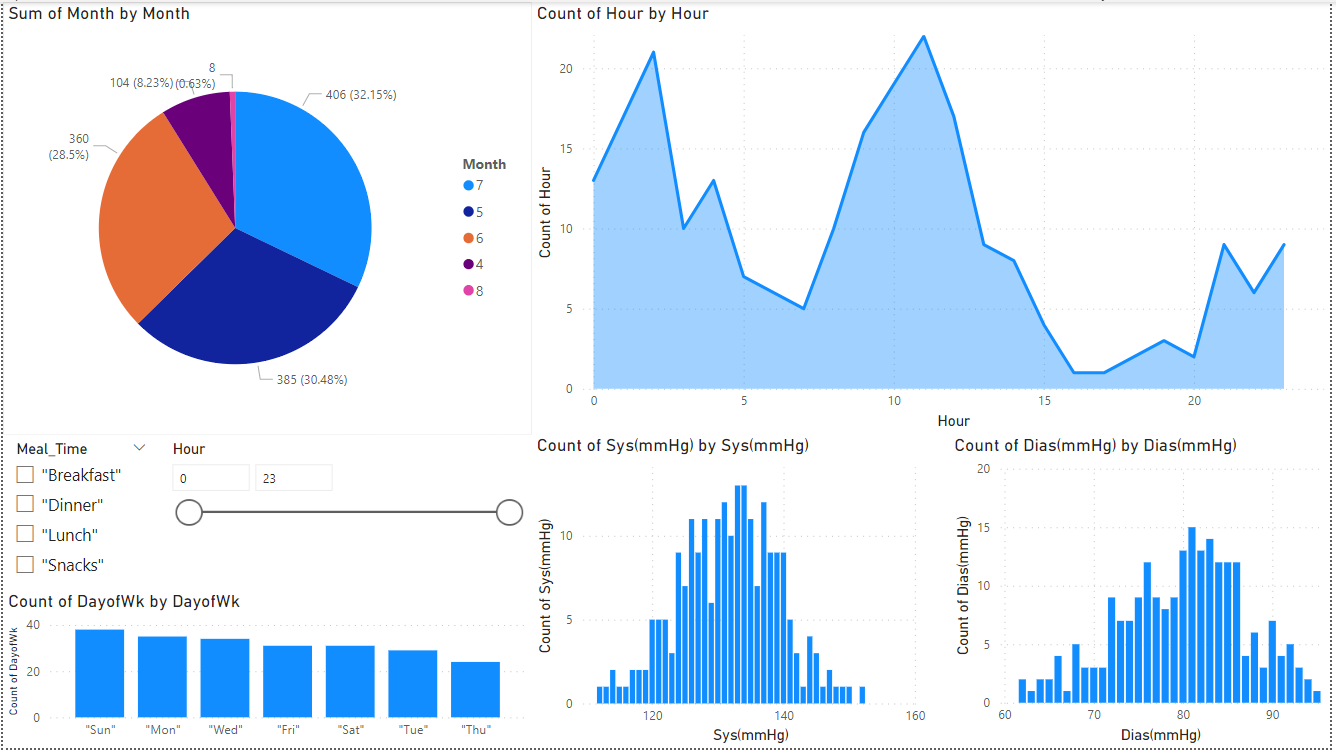 Sum of Month by Month
8
(0.63%)
104 (8.23%)
406 (32.15%)
360
(28.5%)
385 (30.48%)
Month
7
5
6
4
8
Count of Hour by Hour
Count of Hour
20
15
10
5
0
0 5 10 15 20
Hour
Meal_Time
"Breakfast"
"Dinner"
"Lunch"
"Snacks"
Hour
0 23
Count of DayofWk by DayofWk
Count of DayofWk
40
20
0
"Sun" "Mon" "Wed" "Fri" "Sat" "Tue" "Thu"
Count of Sys(mmHg) by Sys(mmHg)
Count of Sys(mmHg)
10
5
0
120 140 160
Sys(mmHg)
Count of Dias(mmHg) by Dias(mmHg)
Count of Dias(mmHg)
20
15
10
5
0
60 70 80 90
Dias(mmHg)